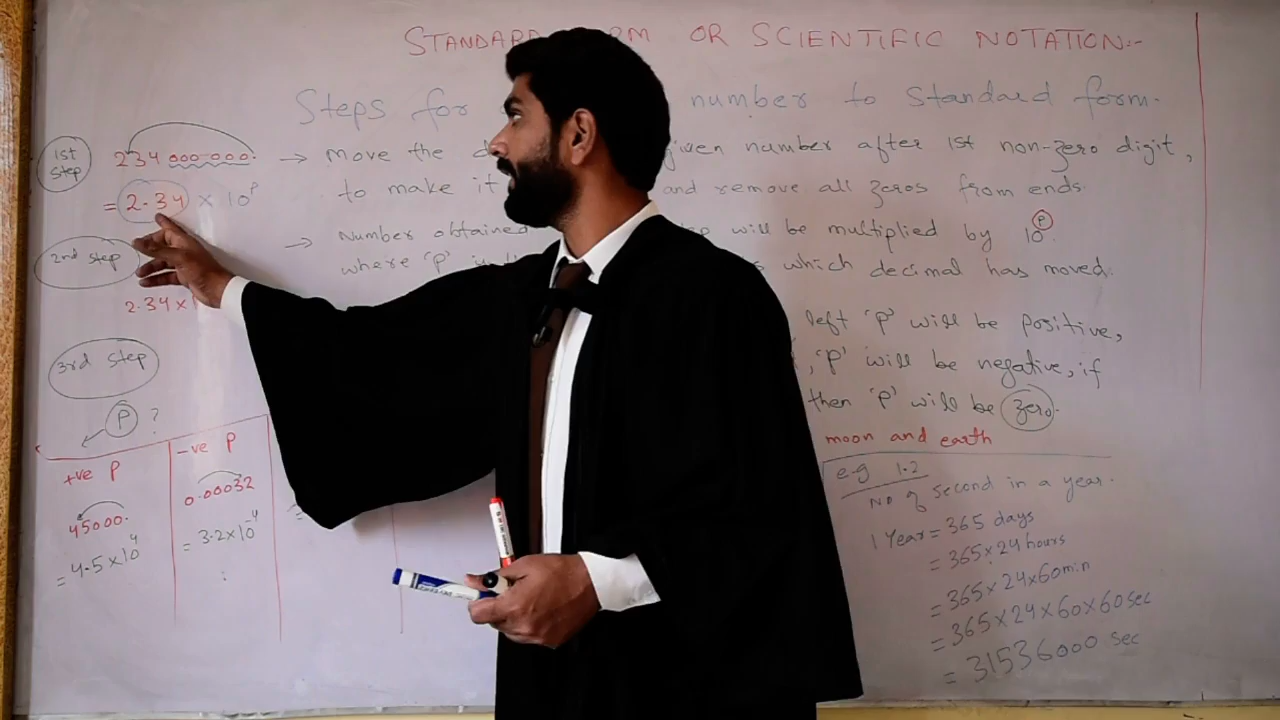 STANDARD FORM OR SCIENTIFIC NOTATION:-
Steps for number to Standard form.
1st step
234 000 000. → Move the given number after 1st non-zero digit,
= 2.34 × 10ᵖ to make it and remove all zeros from ends.
2nd step
→ Number obtained step will be multiplied by 10ᵖ.
where 'p' which decimal has moved.
2.34 ×
left 'p' will be positive,
3rd step
, 'p' will be negative, if
then 'p' will be zero.
P ?
moon and earth
+ve P
-ve P
45000.
= 4.5 × 10⁴
0.00032
= 3.2 × 10⁻⁴
=
e.g 1.2
No of second in a year.
1 Year = 365 days
= 365 × 24 hours
= 365 × 24 × 60 min
= 365 × 24 × 60 × 60 sec
= 31536000 sec